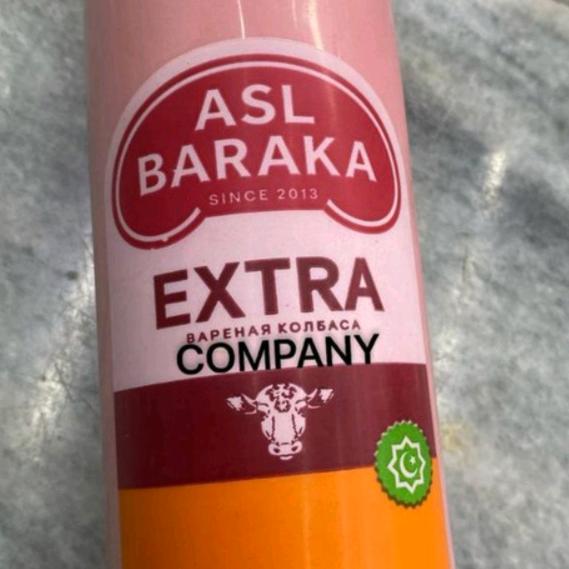 ASL
BARAKA
SINCE 2013
EXTRA
ВАРЕНАЯ КОЛБАСА
COMPANY